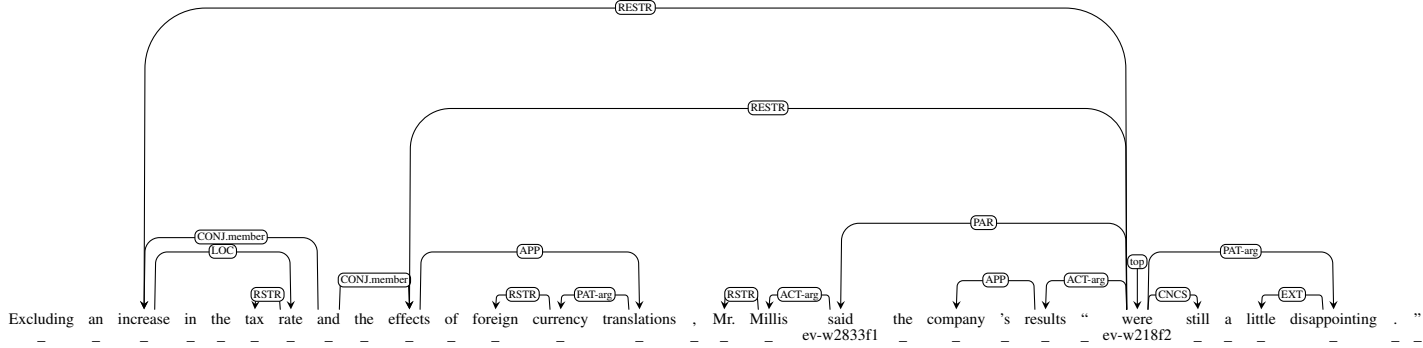 RESTR
RESTR
PAR
CONJ.member
LOC
APP
PAT-arg
top
CONJ.member
APP
ACT-arg
RSTR
RSTR
PAT-arg
RSTR
ACT-arg
CNCS
EXT
Excluding an increase in the tax rate and the effects of foreign currency translations , Mr. Millis said the company 's results “ were still a little disappointing . ”
_ _ _ _ _ _ _ _ _ _ _ _ _ _ _ _ _ ev-w2833f1 _ _ _ _ _ ev-w218f2 _ _ _ _ _ _